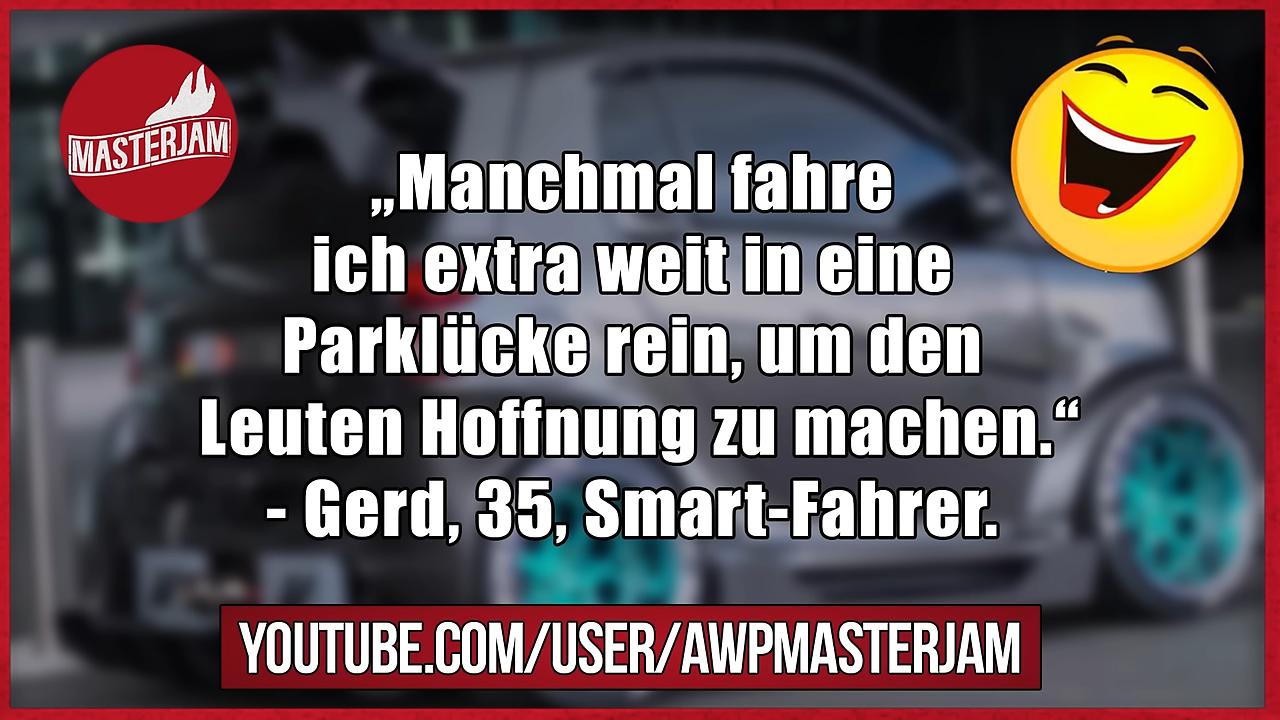 MASTERJAM
„Manchmal fahre
ich extra weit in eine
Parklücke rein, um den
Leuten Hoffnung zu machen.“
- Gerd, 35, Smart-Fahrer.
YOUTUBE.COM/USER/AWPMASTERJAM